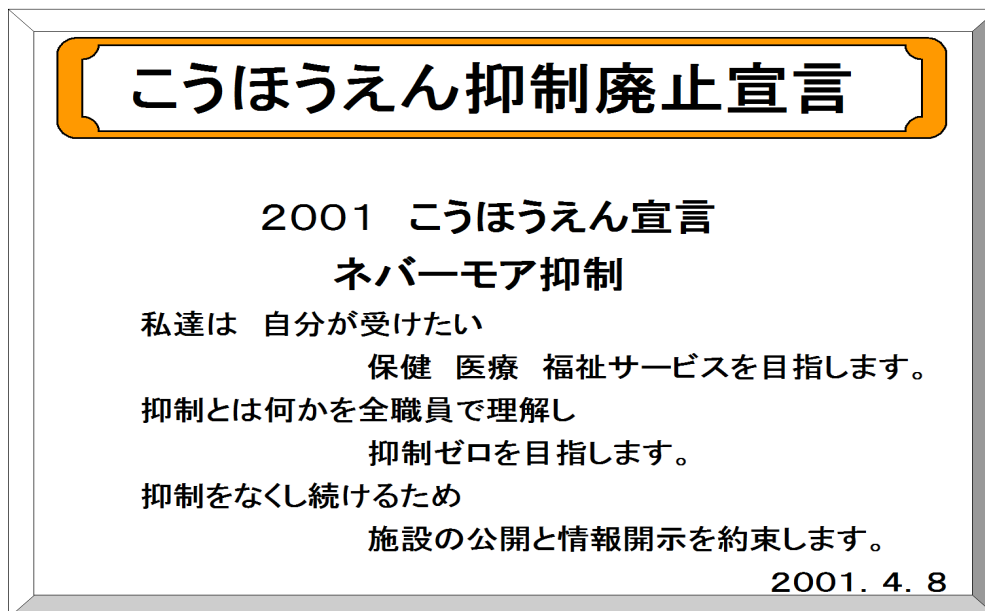 こうほうえん抑制廃止宣言
2001　こうほうえん宣言
ネバーモア抑制
私達は　自分が受けたい
保健　医療　福祉サービスを目指します。
抑制とは何かを全職員で理解し
抑制ゼロを目指します。
抑制をなくし続けるため
施設の公開と情報開示を約束します。
2001．4．8